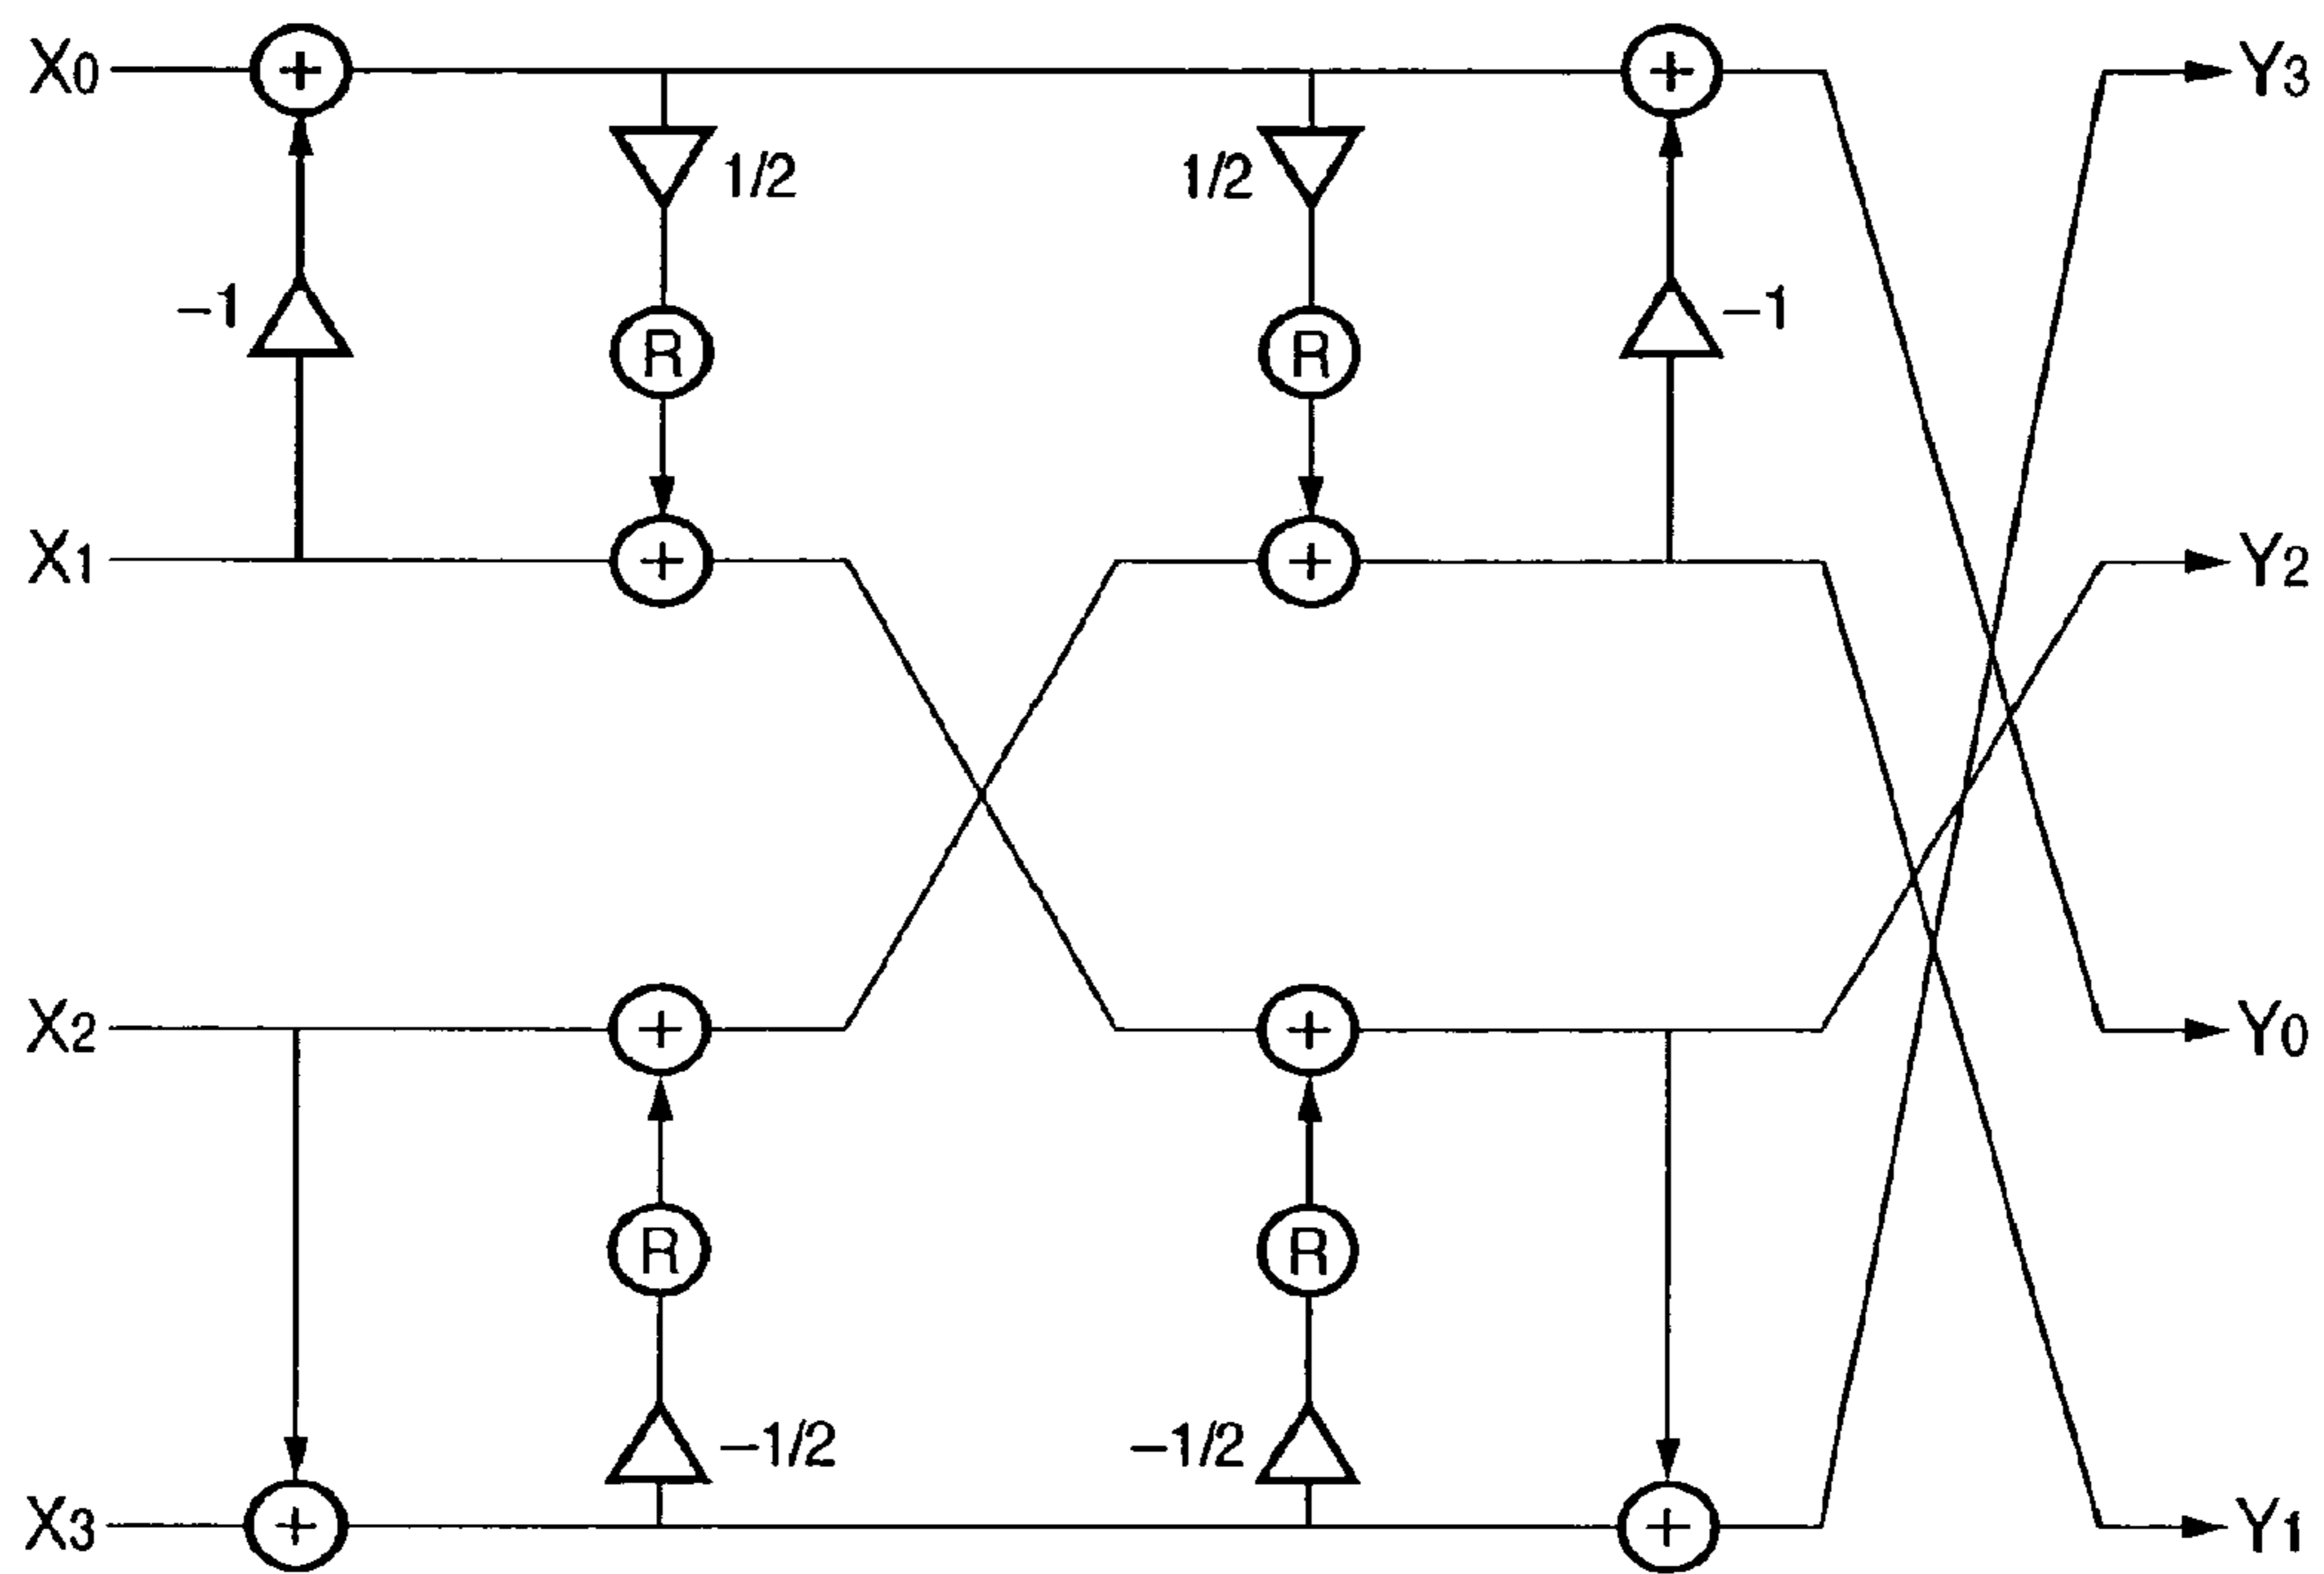 X0 + + Y3
1/2 1/2
-1 R R -1
X1 + + Y2
X2 + + Y0
R R
-1/2 -1/2
X3 + + Y1